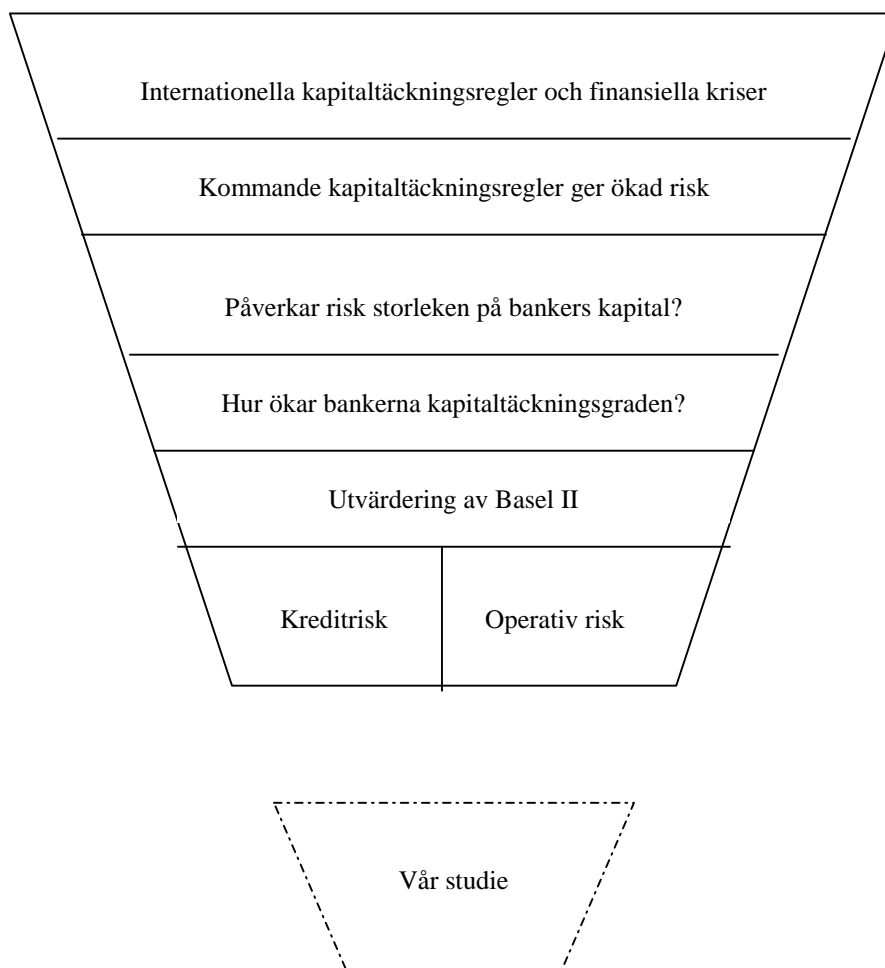 Internationella kapitaltäckningsregler och finansiella kriser
Kommande kapitaltäckningsregler ger ökad risk
Påverkar risk storleken på bankers kapital?
Hur ökar bankerna kapitaltäckningsgraden?
Utvärdering av Basel II
Kreditrisk
Operativ risk
Vår studie